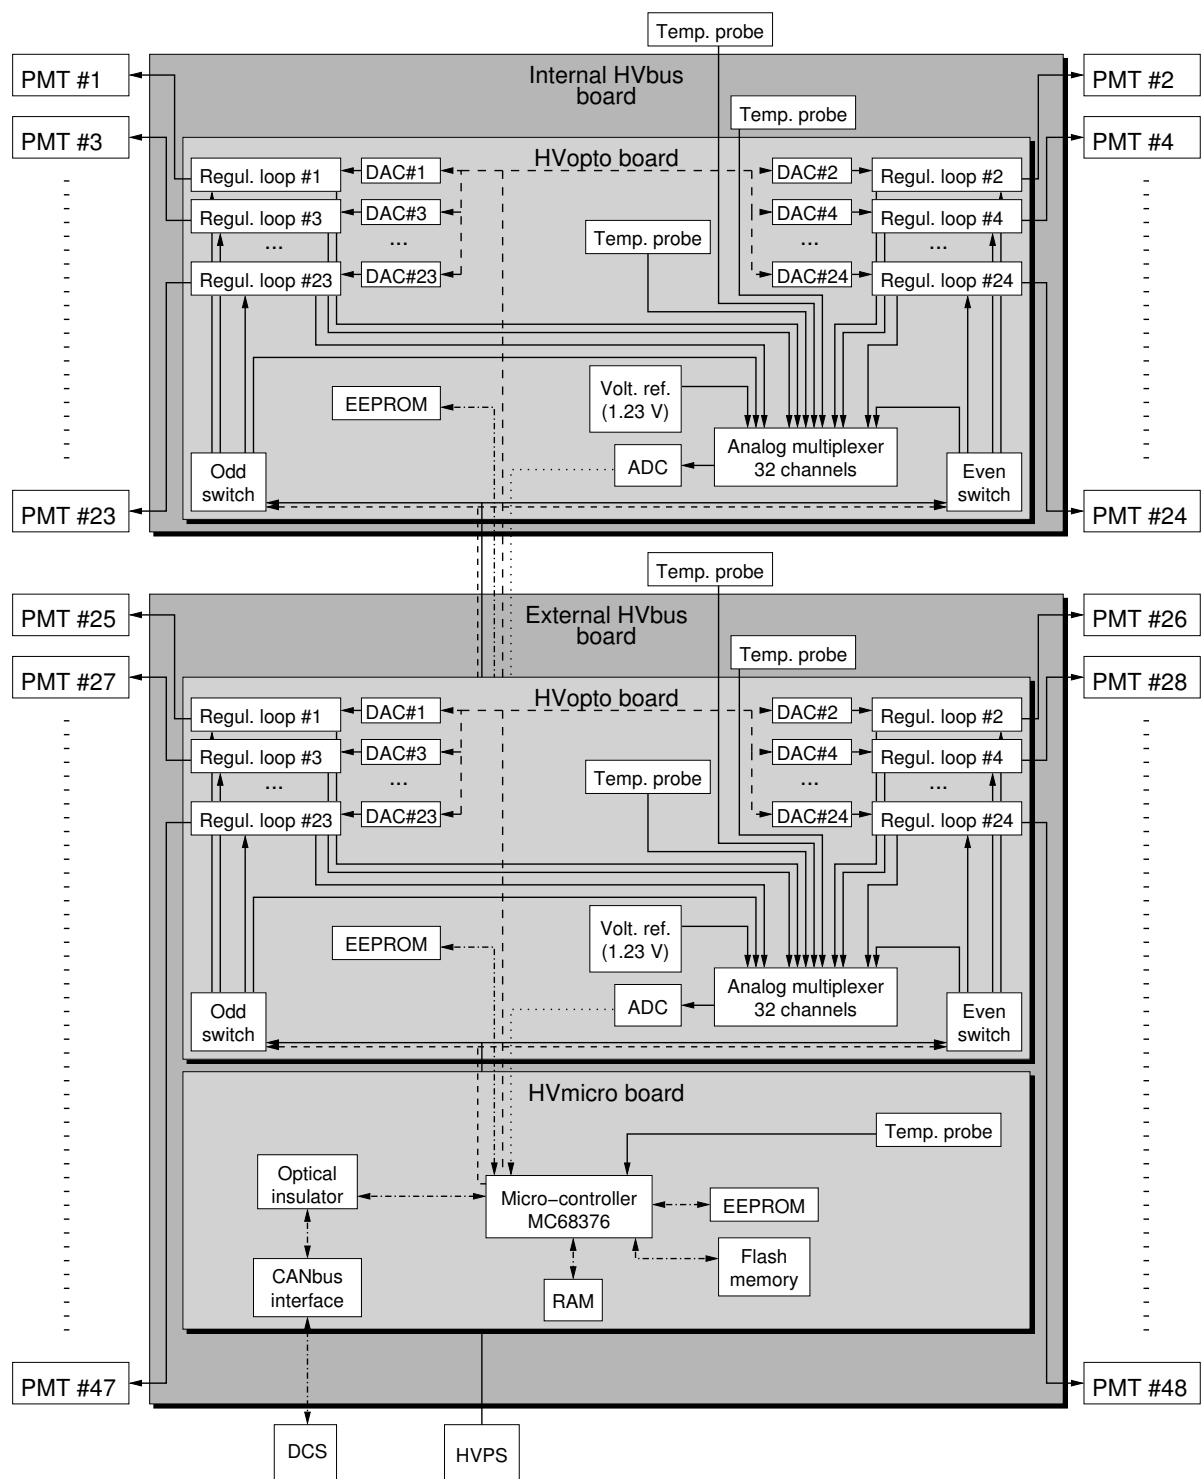 Temp. probe
PMT #1
Internal HVbus
board
PMT #2
Temp. probe
PMT #3
PMT #4
HVopto board
Regul. loop #1
DAC#1
DAC#2
Regul. loop #2
Regul. loop #3
DAC#3
DAC#4
Regul. loop #4
...
...
...
...
Temp. probe
Regul. loop #23
DAC#23
DAC#24
Regul. loop #24
EEPROM
Volt. ref.
(1.23 V)
Analog multiplexer
32 channels
ADC
Odd
switch
Even
switch
PMT #23
PMT #24
Temp. probe
PMT #25
External HVbus
board
PMT #26
Temp. probe
PMT #27
PMT #28
HVopto board
Regul. loop #1
DAC#1
DAC#2
Regul. loop #2
Regul. loop #3
DAC#3
DAC#4
Regul. loop #4
...
...
...
...
Temp. probe
Regul. loop #23
DAC#23
DAC#24
Regul. loop #24
EEPROM
Volt. ref.
(1.23 V)
Analog multiplexer
32 channels
ADC
Odd
switch
Even
switch
HVmicro board
Temp. probe
Optical
insulator
Micro−controller
MC68376
EEPROM
Flash
memory
CANbus
interface
RAM
PMT #47
PMT #48
DCS
HVPS